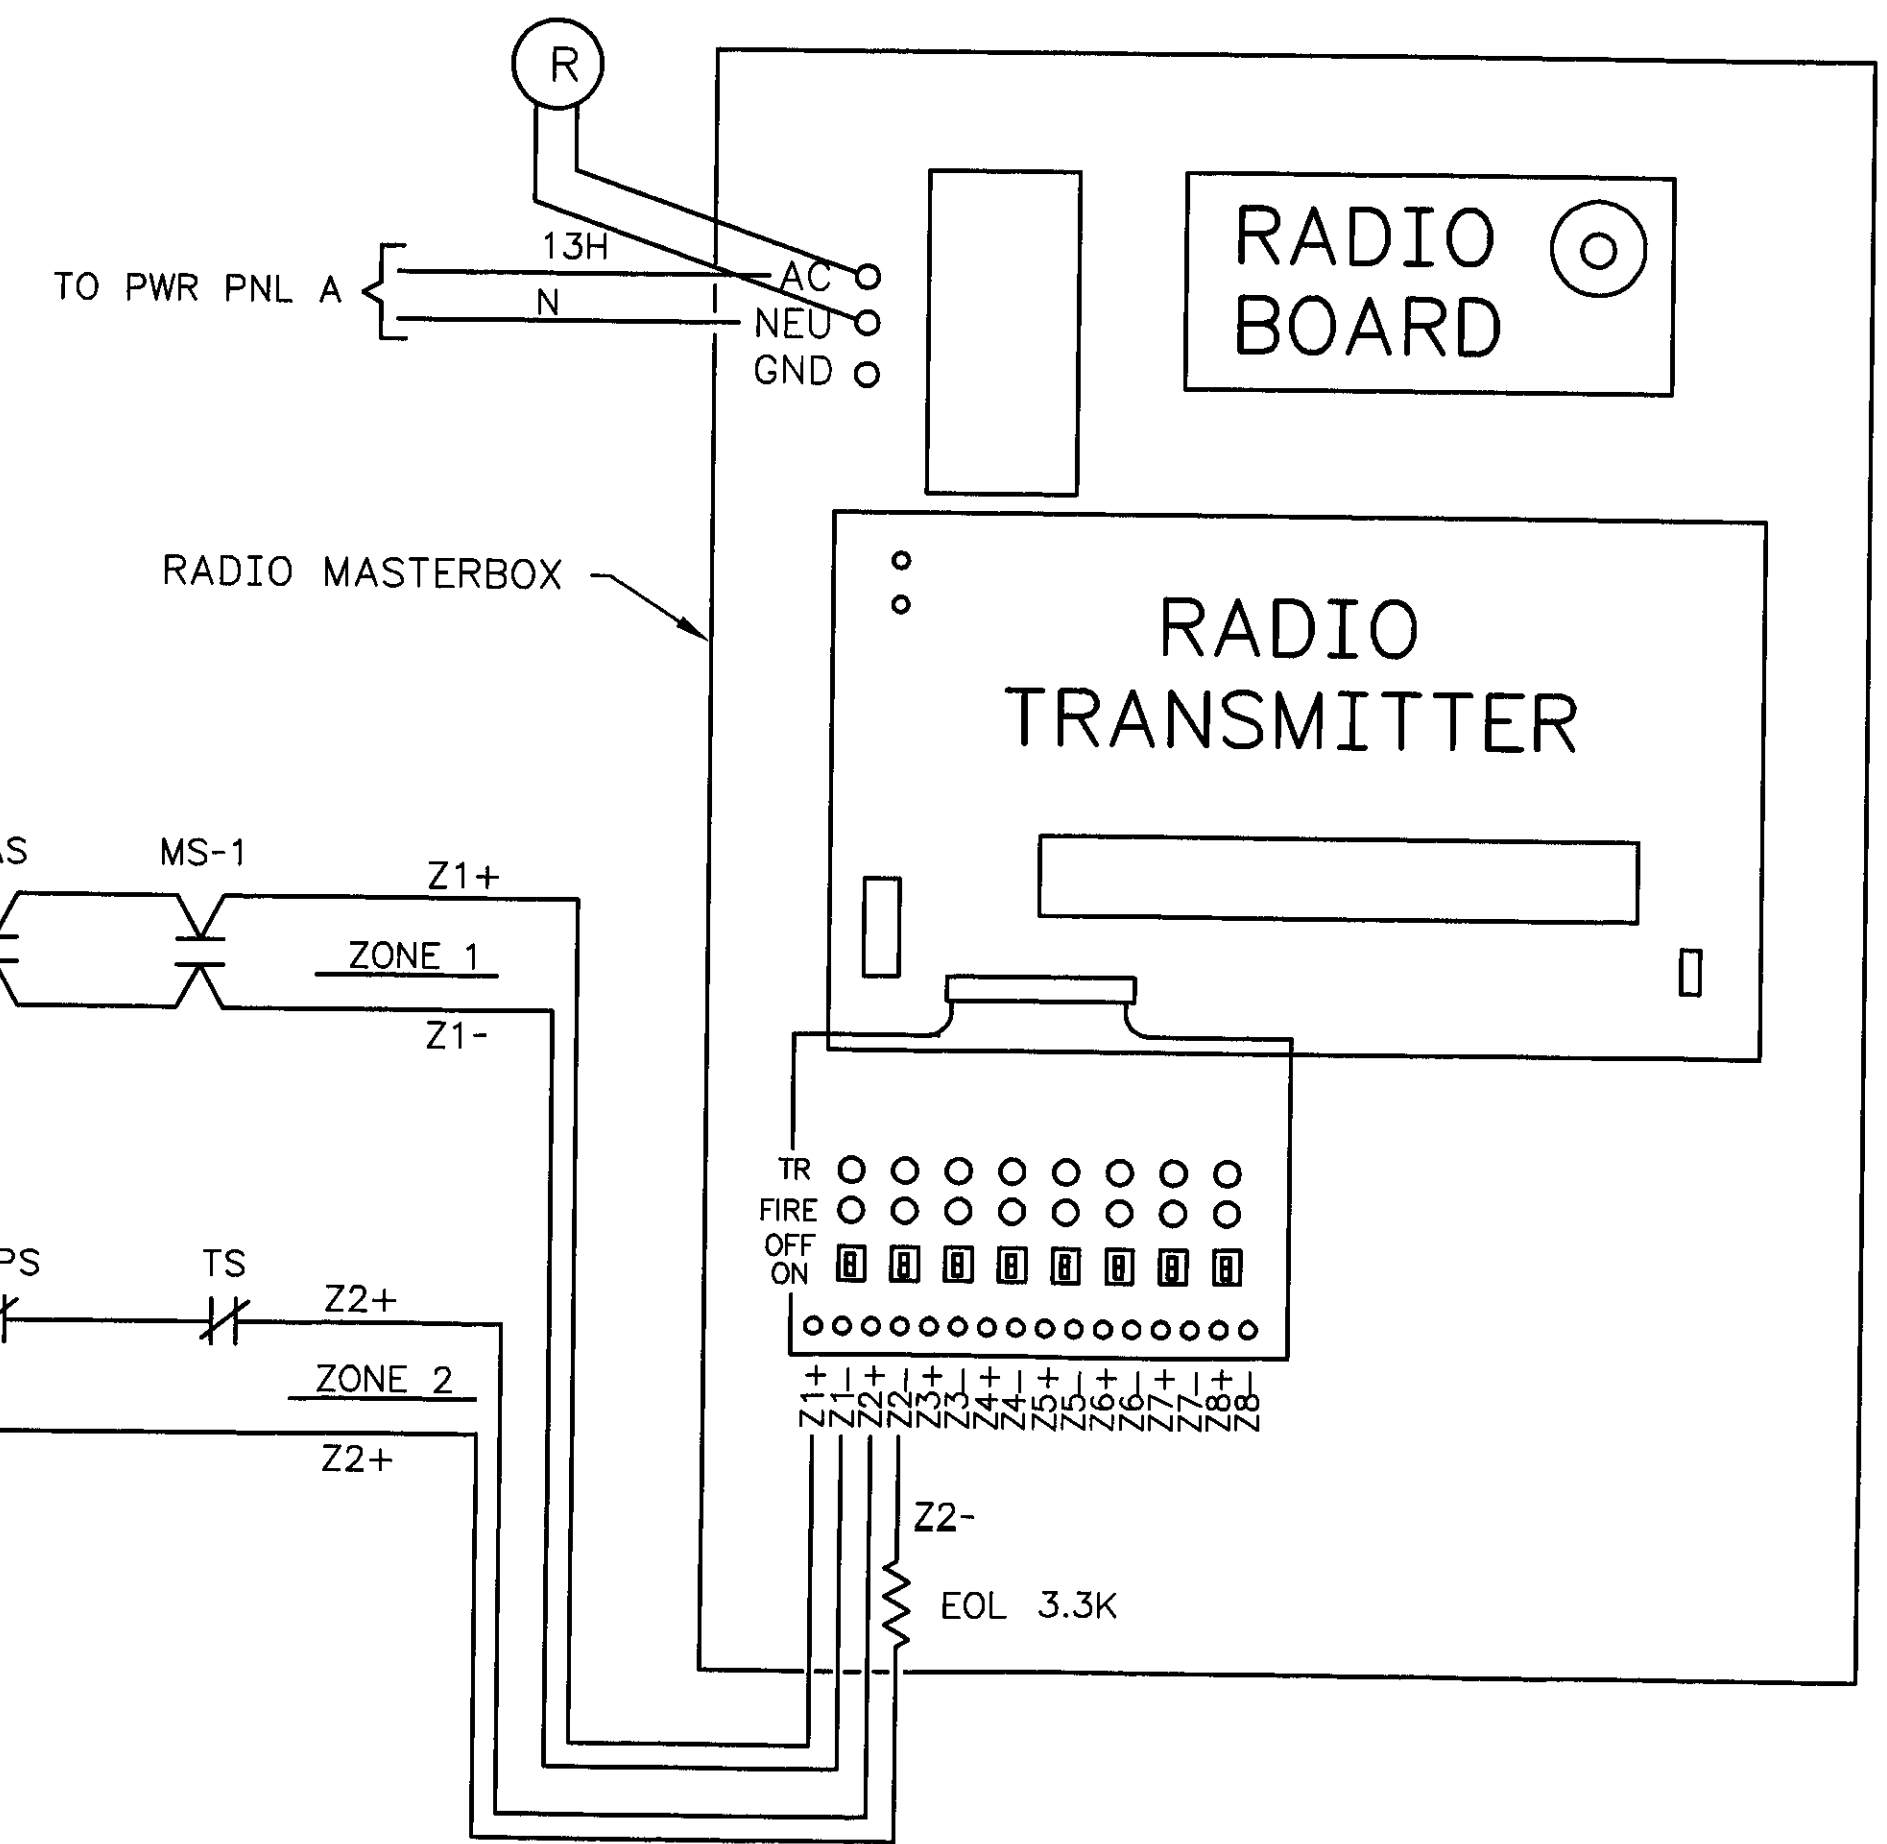 R
RADIO
BOARD
13H
TO PWR PNL A
AC
N
NEU
GND
RADIO MASTERBOX
RADIO
TRANSMITTER
AS
MS-1
Z1+
ZONE 1
Z1-
TR
FIRE
OFF
ON
PS
TS
Z2+
ZONE 2
Z2+
Z1+
Z1-
Z2+
Z2-
Z3+
Z3-
Z4+
Z4-
Z5+
Z5-
Z6+
Z6-
Z7+
Z7-
Z8+
Z8-
Z2-
EOL 3.3K